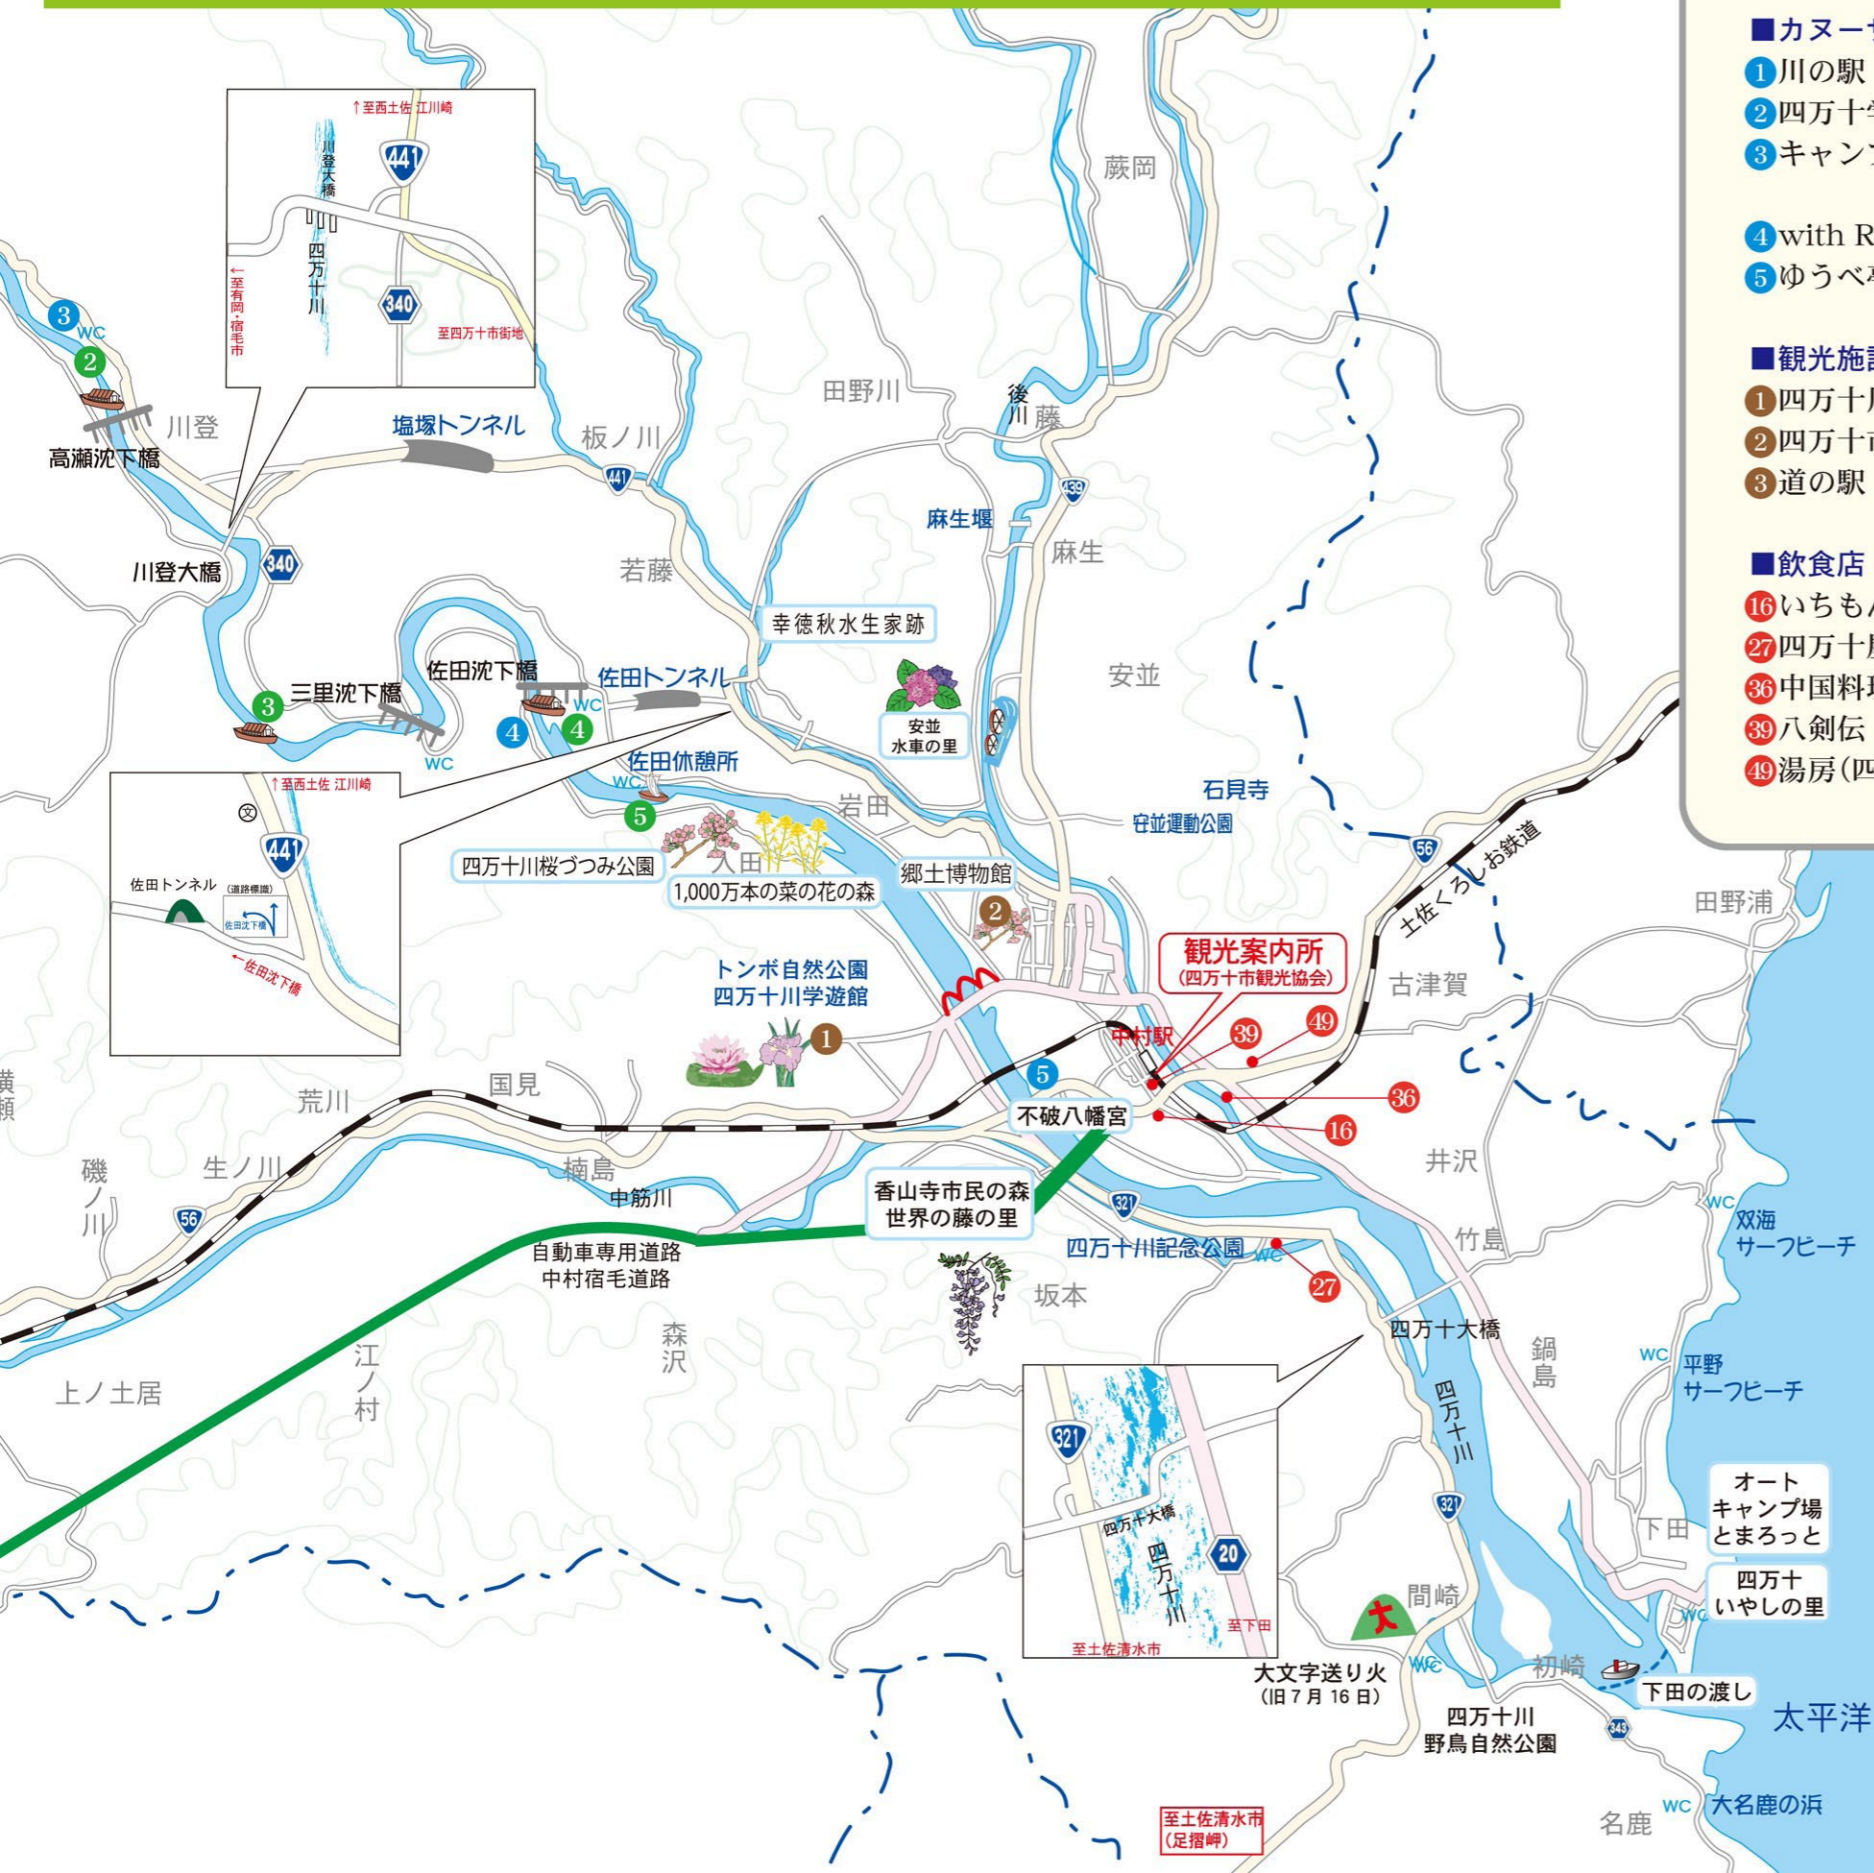 ■カヌー
1川の駅
2四万十
3キャン
4with R
5ゆうべ
■観光施
1四万十川
2四万十市
3道の駅
■飲食店
16いちもん
27四万十
36中国料理
39八剣伝
49湯房(四
↑至西土佐 江川崎
441
川登大橋
四万十川
340
←至有岡・宿毛市
至四万十市街地
蕨岡
3
WC
2
川登
高瀬沈下橋
塩塚トンネル
板ノ川
441
田野川
後川
藤
439
麻生堰
麻生
川登大橋
340
若藤
幸徳秋水生家跡
佐田沈下橋
三里沈下橋
3
WC
4
WC
4
佐田トンネル
安並
水車の里
安並
佐田休憩所
WC
5
岩田
石見寺
安並運動公園
56
土佐くろしお鉄道
↑至西土佐 江川崎
文
441
佐田トンネル
(道路標識)
佐田沈下橋
←佐田沈下橋
四万十川桜づつみ公園
入田
1,000万本の菜の花の森
郷土博物館
2
田野浦
トンボ自然公園
四万十川学遊館
1
観光案内所
(四万十市観光協会)
古津賀
中村駅
39
49
5
36
16
不破八幡宮
横瀬
荒川
国見
井沢
磯ノ川
生ノ川
56
楠島
中筋川
香山寺市民の森
世界の藤の里
321
WC
双海
サーフビーチ
自動車専用道路
中村宿毛道路
四万十川記念公園
WC
27
竹島
坂本
森沢
江ノ村
上ノ土居
四万十大橋
鍋島
WC
平野
サーフビーチ
四万十川
321
四万十大橋
四万十川
20
至土佐清水市
至下田
321
下田
オート
キャンプ場
とまろっと
四万十
いやしの里
WC
間崎
大
大文字送り火
(旧7月16日)
WC
WC
初崎
下田の渡し
四万十川
野鳥自然公園
343
太平洋
至土佐清水市
(足摺岬)
名鹿
WC
大名鹿の浜